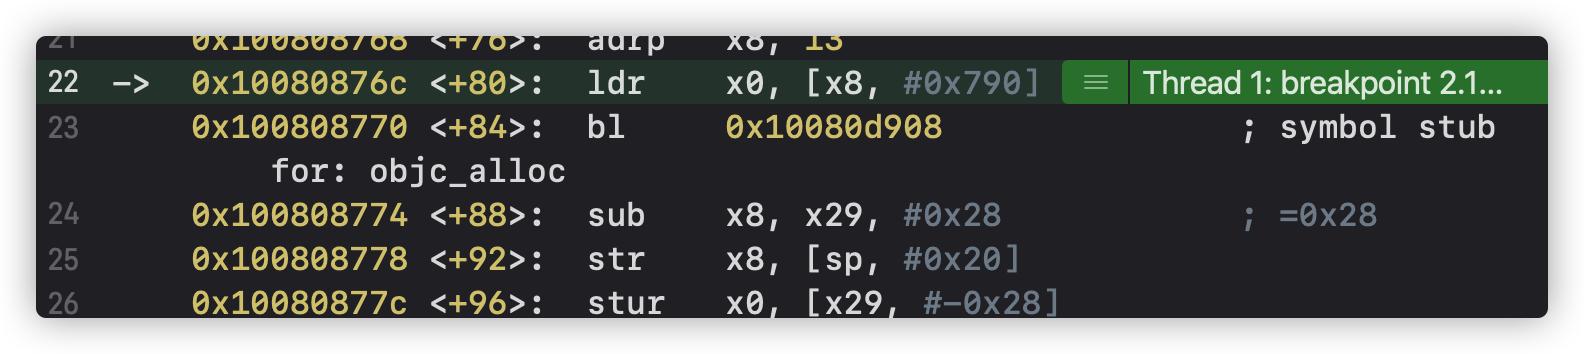 21 0x100808768 <+76>: adrp x8, 13
22 -> 0x10080876c <+80>: ldr x0, [x8, #0x790] Thread 1: breakpoint 2.1...
23 0x100808770 <+84>: bl 0x10080d908 ; symbol stub
for: objc_alloc
24 0x100808774 <+88>: sub x8, x29, #0x28 ; =0x28
25 0x100808778 <+92>: str x8, [sp, #0x20]
26 0x10080877c <+96>: stur x0, [x29, #-0x28]